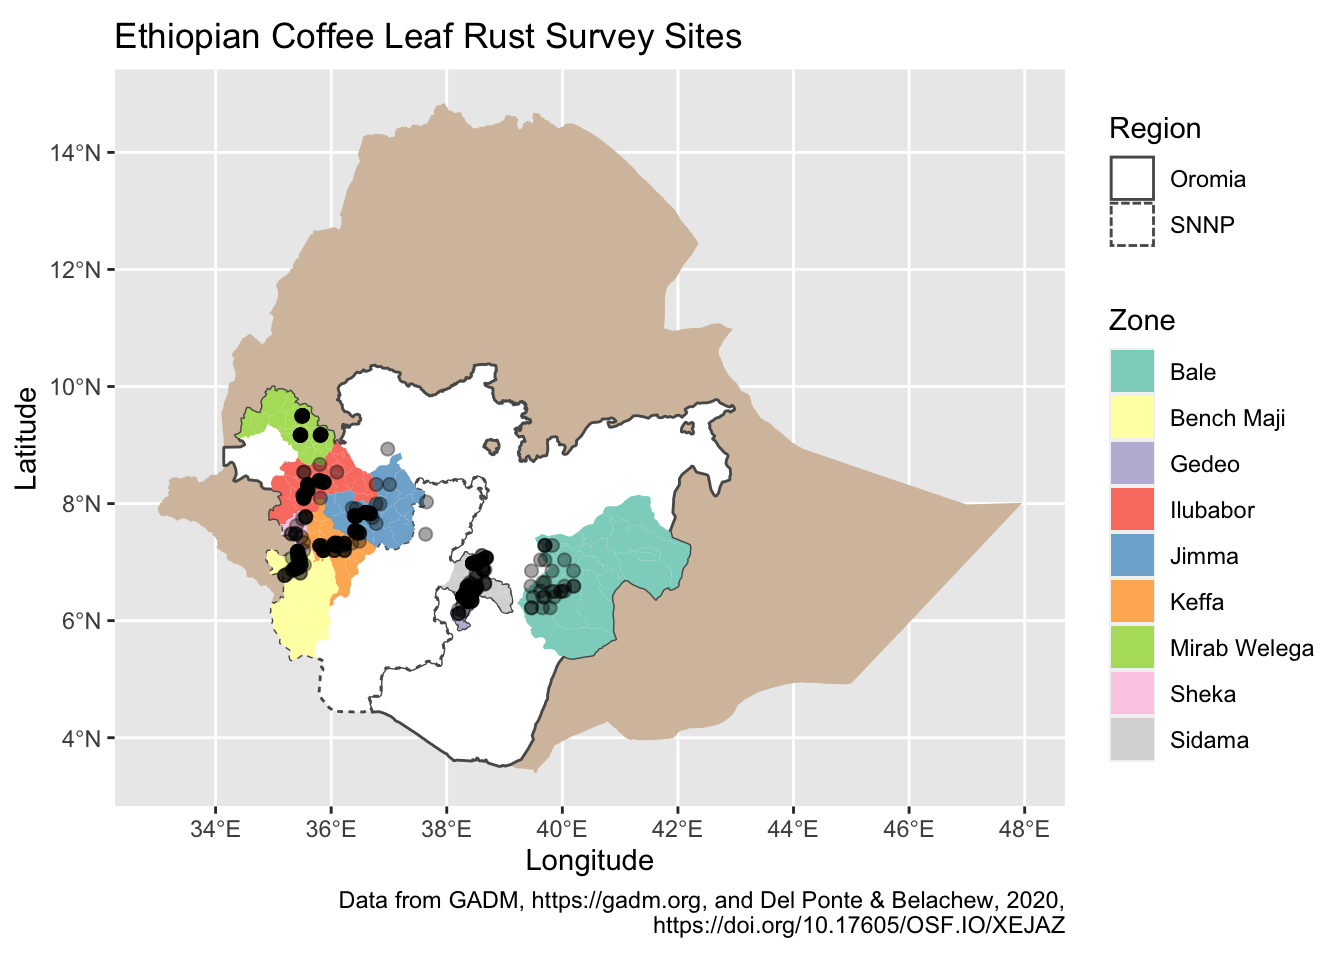 Ethiopian Coffee Leaf Rust Survey Sites
Latitude
14°N
12°N
10°N
8°N
6°N
4°N
34°E
36°E
38°E
40°E
42°E
44°E
46°E
48°E
Longitude
Region
Oromia
SNNP
Zone
Bale
Bench Maji
Gedeo
Ilubabor
Jimma
Keffa
Mirab Welega
Sheka
Sidama
Data from GADM, https://gadm.org, and Del Ponte & Belachew, 2020,
https://doi.org/10.17605/OSF.IO/XEJAZ